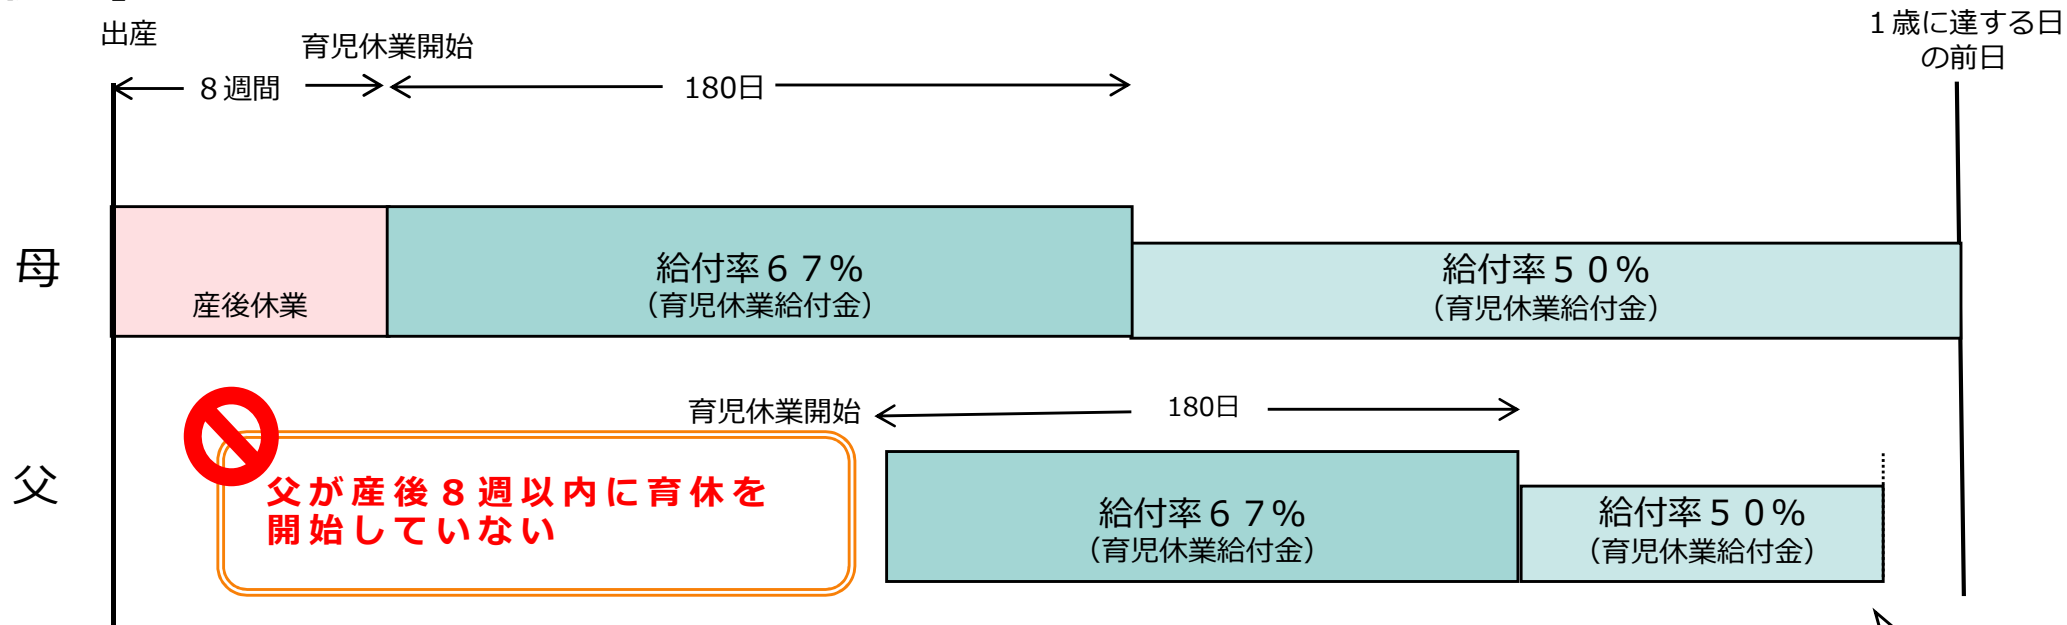 出産
育児休業開始
１歳に達する日
の前日
８週間
180日
母
産後休業
給付率６７%
（育児休業給付金）
給付率５０%
（育児休業給付金）
育児休業開始
180日
父
父が産後８週以内に育休を
開始していない
給付率６７%
（育児休業給付金）
給付率５０%
（育児休業給付金）